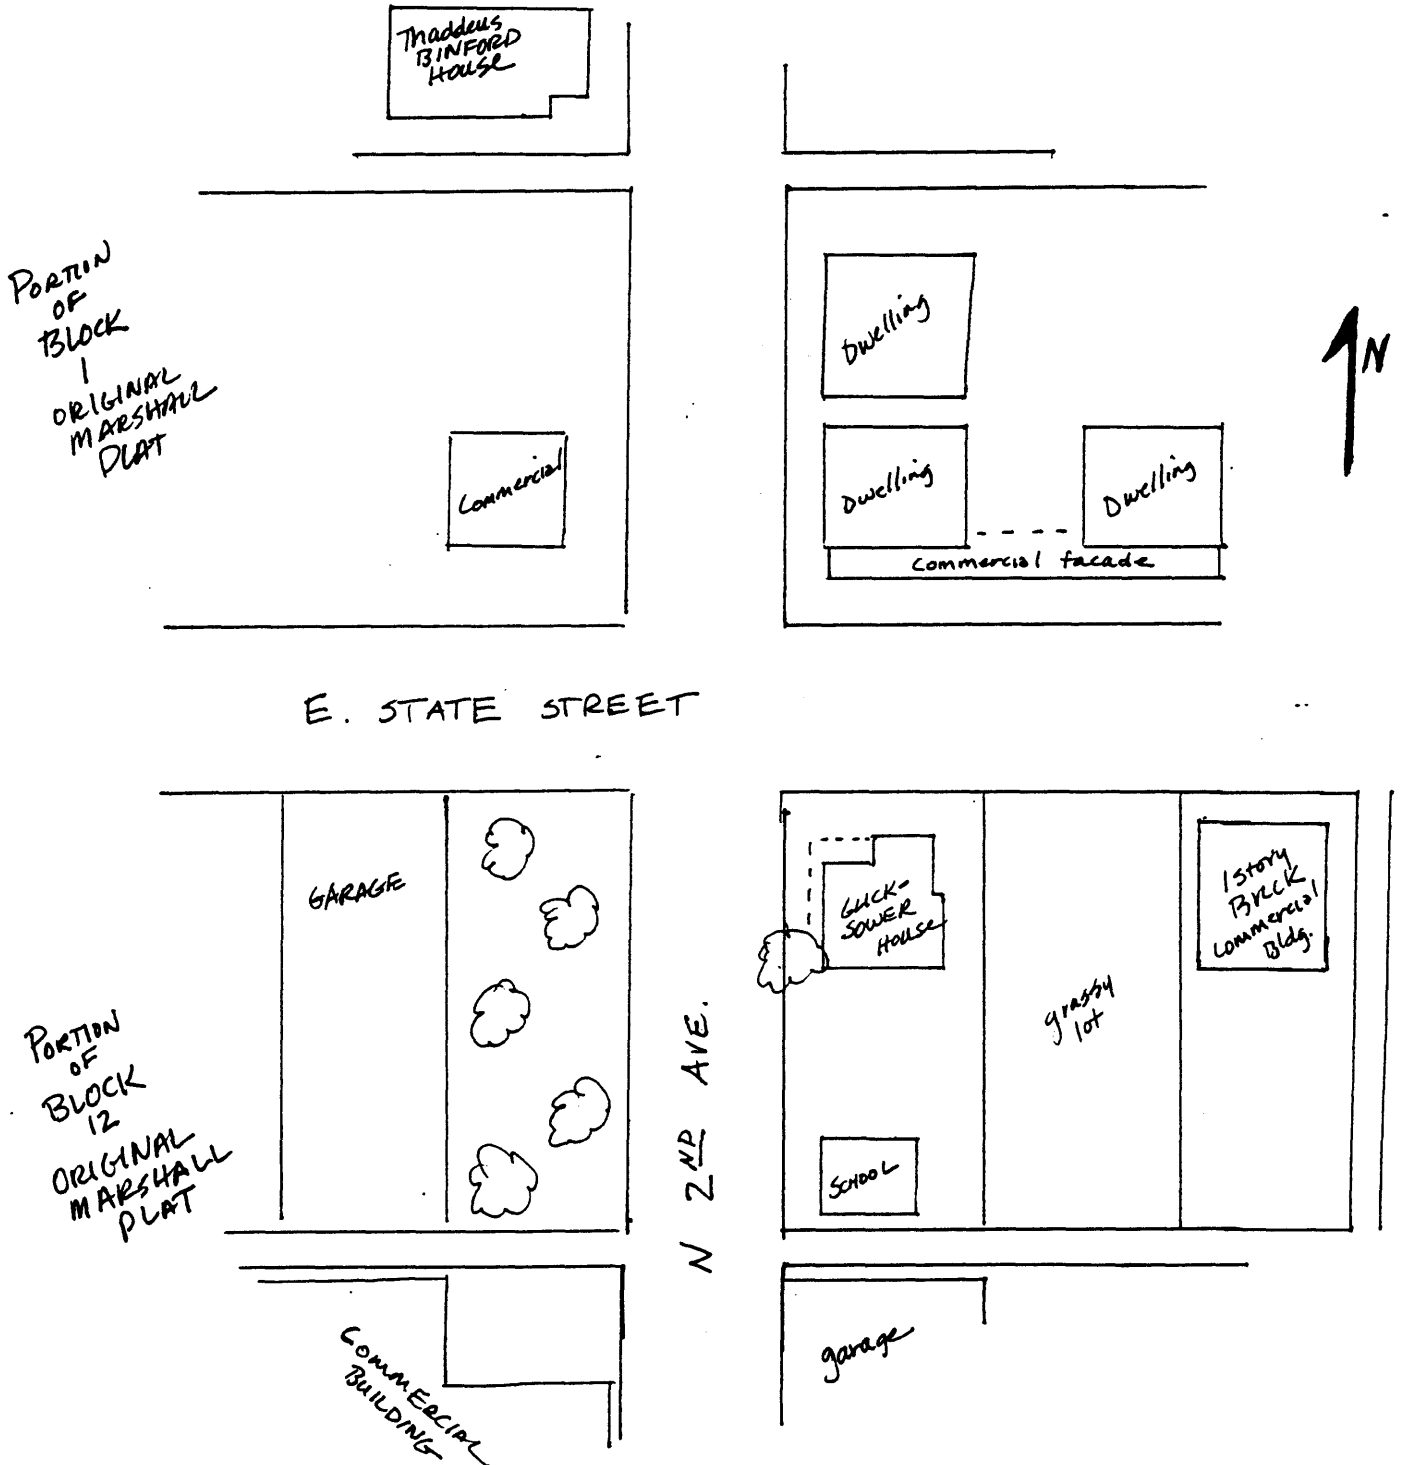 Thaddeus
BINFORD
House
PORTION
OF
BLOCK
1
ORIGINAL
MARSHALL
PLAT
Dwelling
N
Commercial
Dwelling
Dwelling
Commercial facade
E. STATE STREET
GARAGE
GLICK-
SOWER
House
1 story
Brick
Commercial
Bldg.
grassy
lot
PORTION
OF
BLOCK
12
ORIGINAL
MARSHALL
PLAT
N 2ND AVE.
SCHOOL
COMMERCIAL
BUILDING
garage